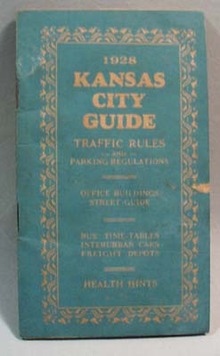 1928
KANSAS
CITY
GUIDE
TRAFFIC RULES
AND
PARKING REGULATIONS
OFFICE BUILDINGS
STREET GUIDE
BUS TIME-TABLES
INTERURBAN CARS
FREIGHT DEPOTS
HEALTH HINTS